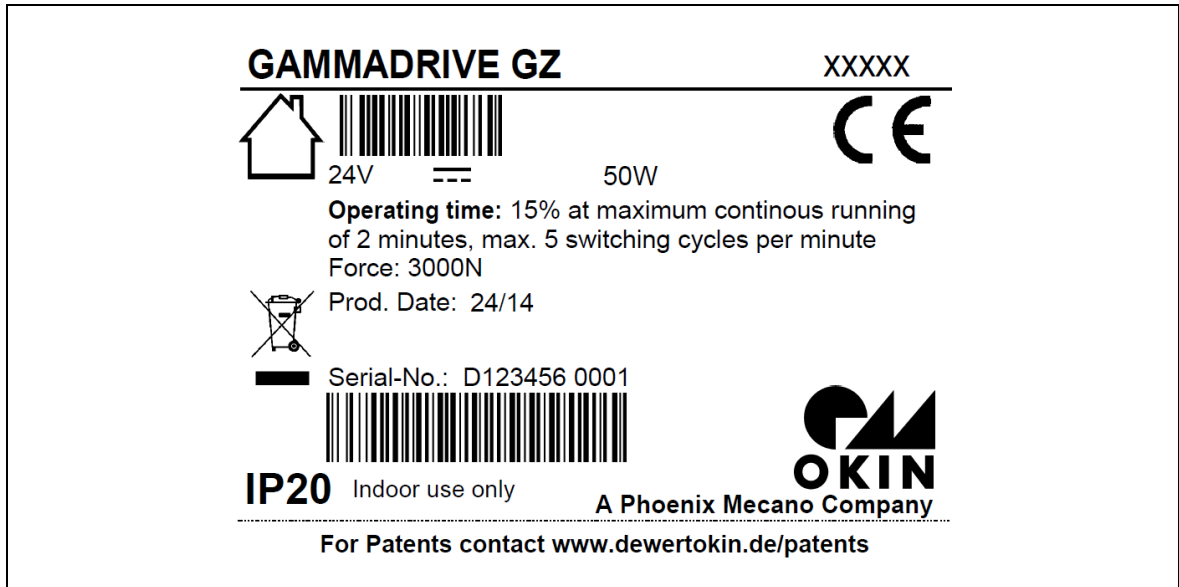 GAMMADRIVE GZ XXXXX
CE
24V 50W
Operating time: 15% at maximum continous running
of 2 minutes, max. 5 switching cycles per minute
Force: 3000N
Prod. Date: 24/14
Serial-No.: D123456 0001
OKIN
IP20 Indoor use only
A Phoenix Mecano Company
For Patents contact www.dewertokin.de/patents